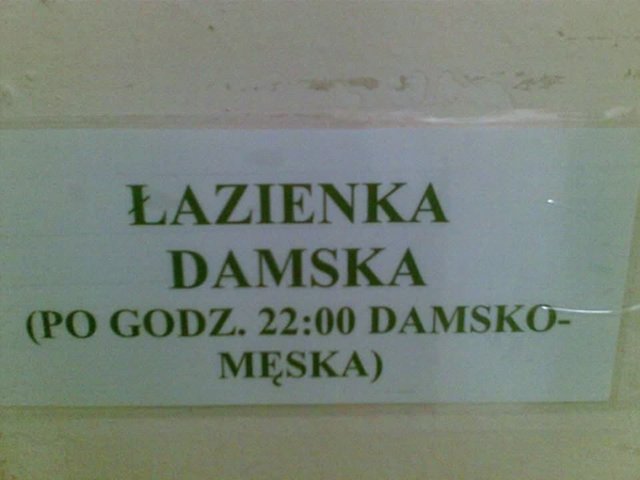 ŁAZIENKA
DAMSKA
(PO GODZ. 22:00 DAMSKO-
MĘSKA)